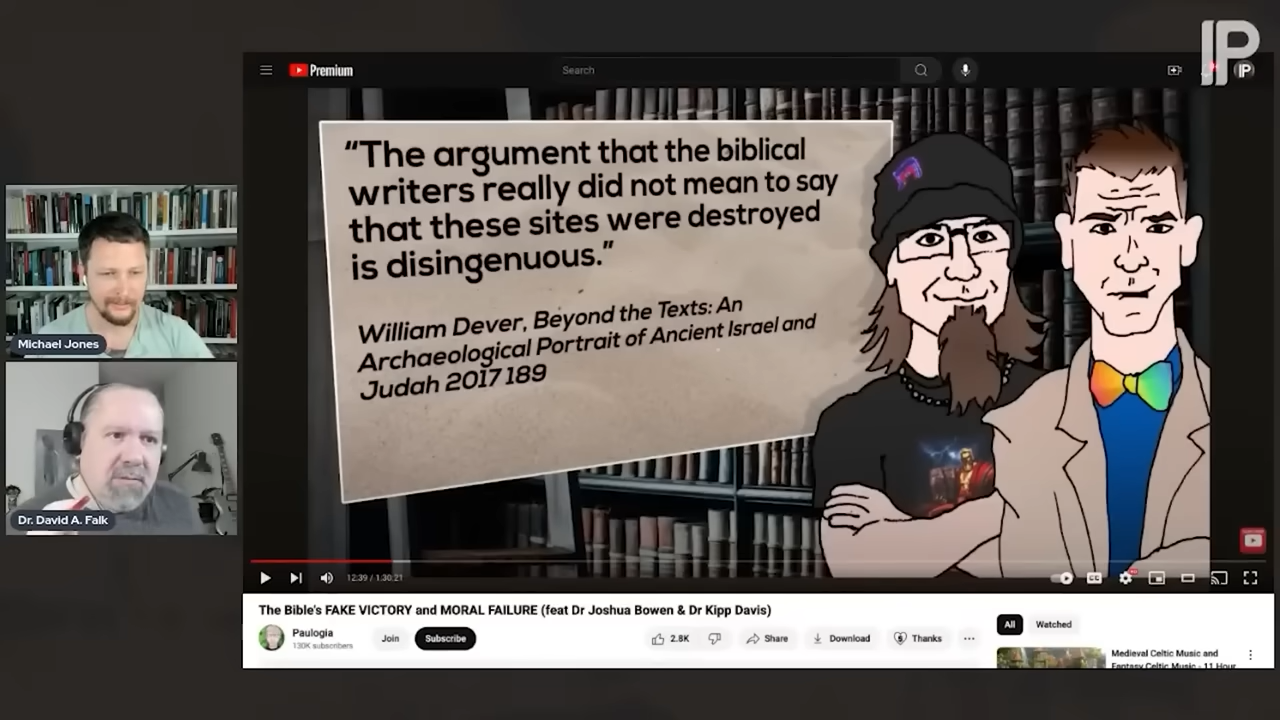 IP
Premium
Search
IP
“The argument that the biblical
writers really did not mean to say
that these sites were destroyed
is disingenuous.”
William Dever, Beyond the Texts: An
Archaeological Portrait of Ancient Israel and
Judah 2017 189
Michael Jones
Dr. David A. Falk
12:39 / 1:30:21
CC
The Bible's FAKE VICTORY and MORAL FAILURE (feat Dr Joshua Bowen & Dr Kipp Davis)
Paulogia
130K subscribers
Join
Subscribe
2.8K
Share
Download
Thanks
All
Watched
Medieval Celtic Music and
Fantasy Celtic Music - 11 Hour